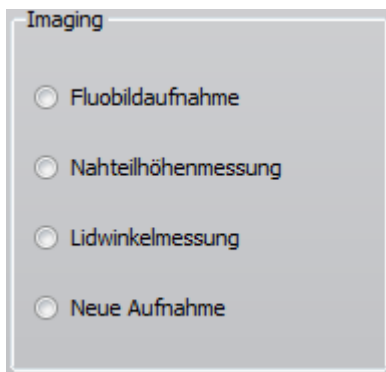 Imaging
Fluobildaufnahme
Nahteilhöhenmessung
Lidwinkelmessung
Neue Aufnahme